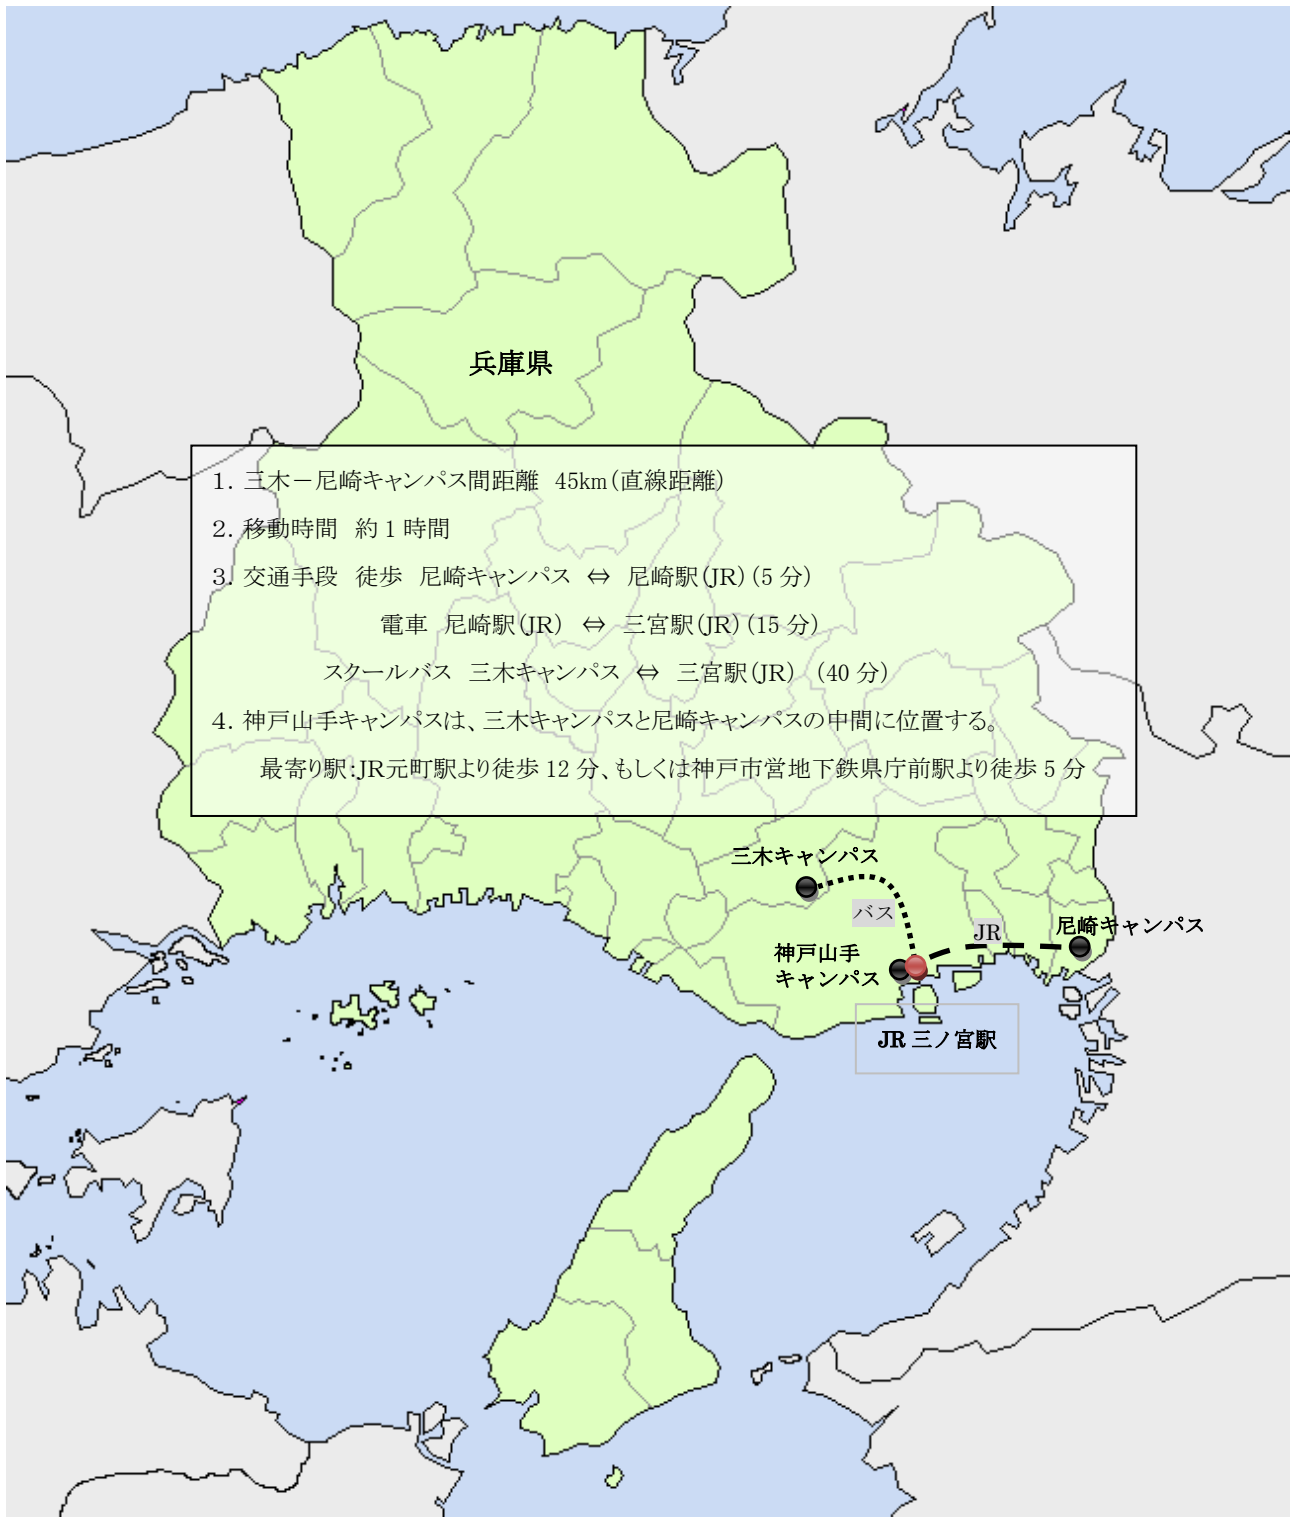 兵庫県
1. 三木－尼崎キャンパス間距離　45km(直線距離)
2. 移動時間　約1時間
3. 交通手段　徒歩　尼崎キャンパス　⇔　尼崎駅(JR)(5分)
電車　尼崎駅(JR)　⇔　三宮駅(JR)(15分)
スクールバス　三木キャンパス　⇔　三宮駅(JR)　(40分)
4. 神戸山手キャンパスは、三木キャンパスと尼崎キャンパスの中間に位置する。
最寄り駅:JR元町駅より徒歩12分、もしくは神戸市営地下鉄県庁前駅より徒歩5分
三木キャンパス
バス
尼崎キャンパス
JR
神戸山手
キャンパス
JR三ノ宮駅